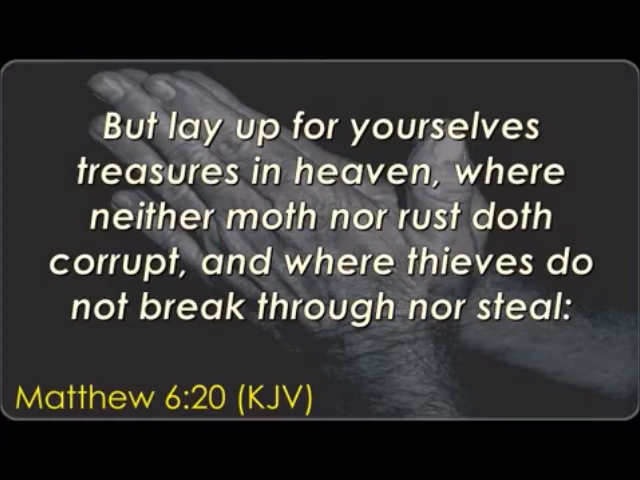 But lay up for yourselves
treasures in heaven, where
neither moth nor rust doth
corrupt, and where thieves do
not break through nor steal:
Matthew 6:20 (KJV)